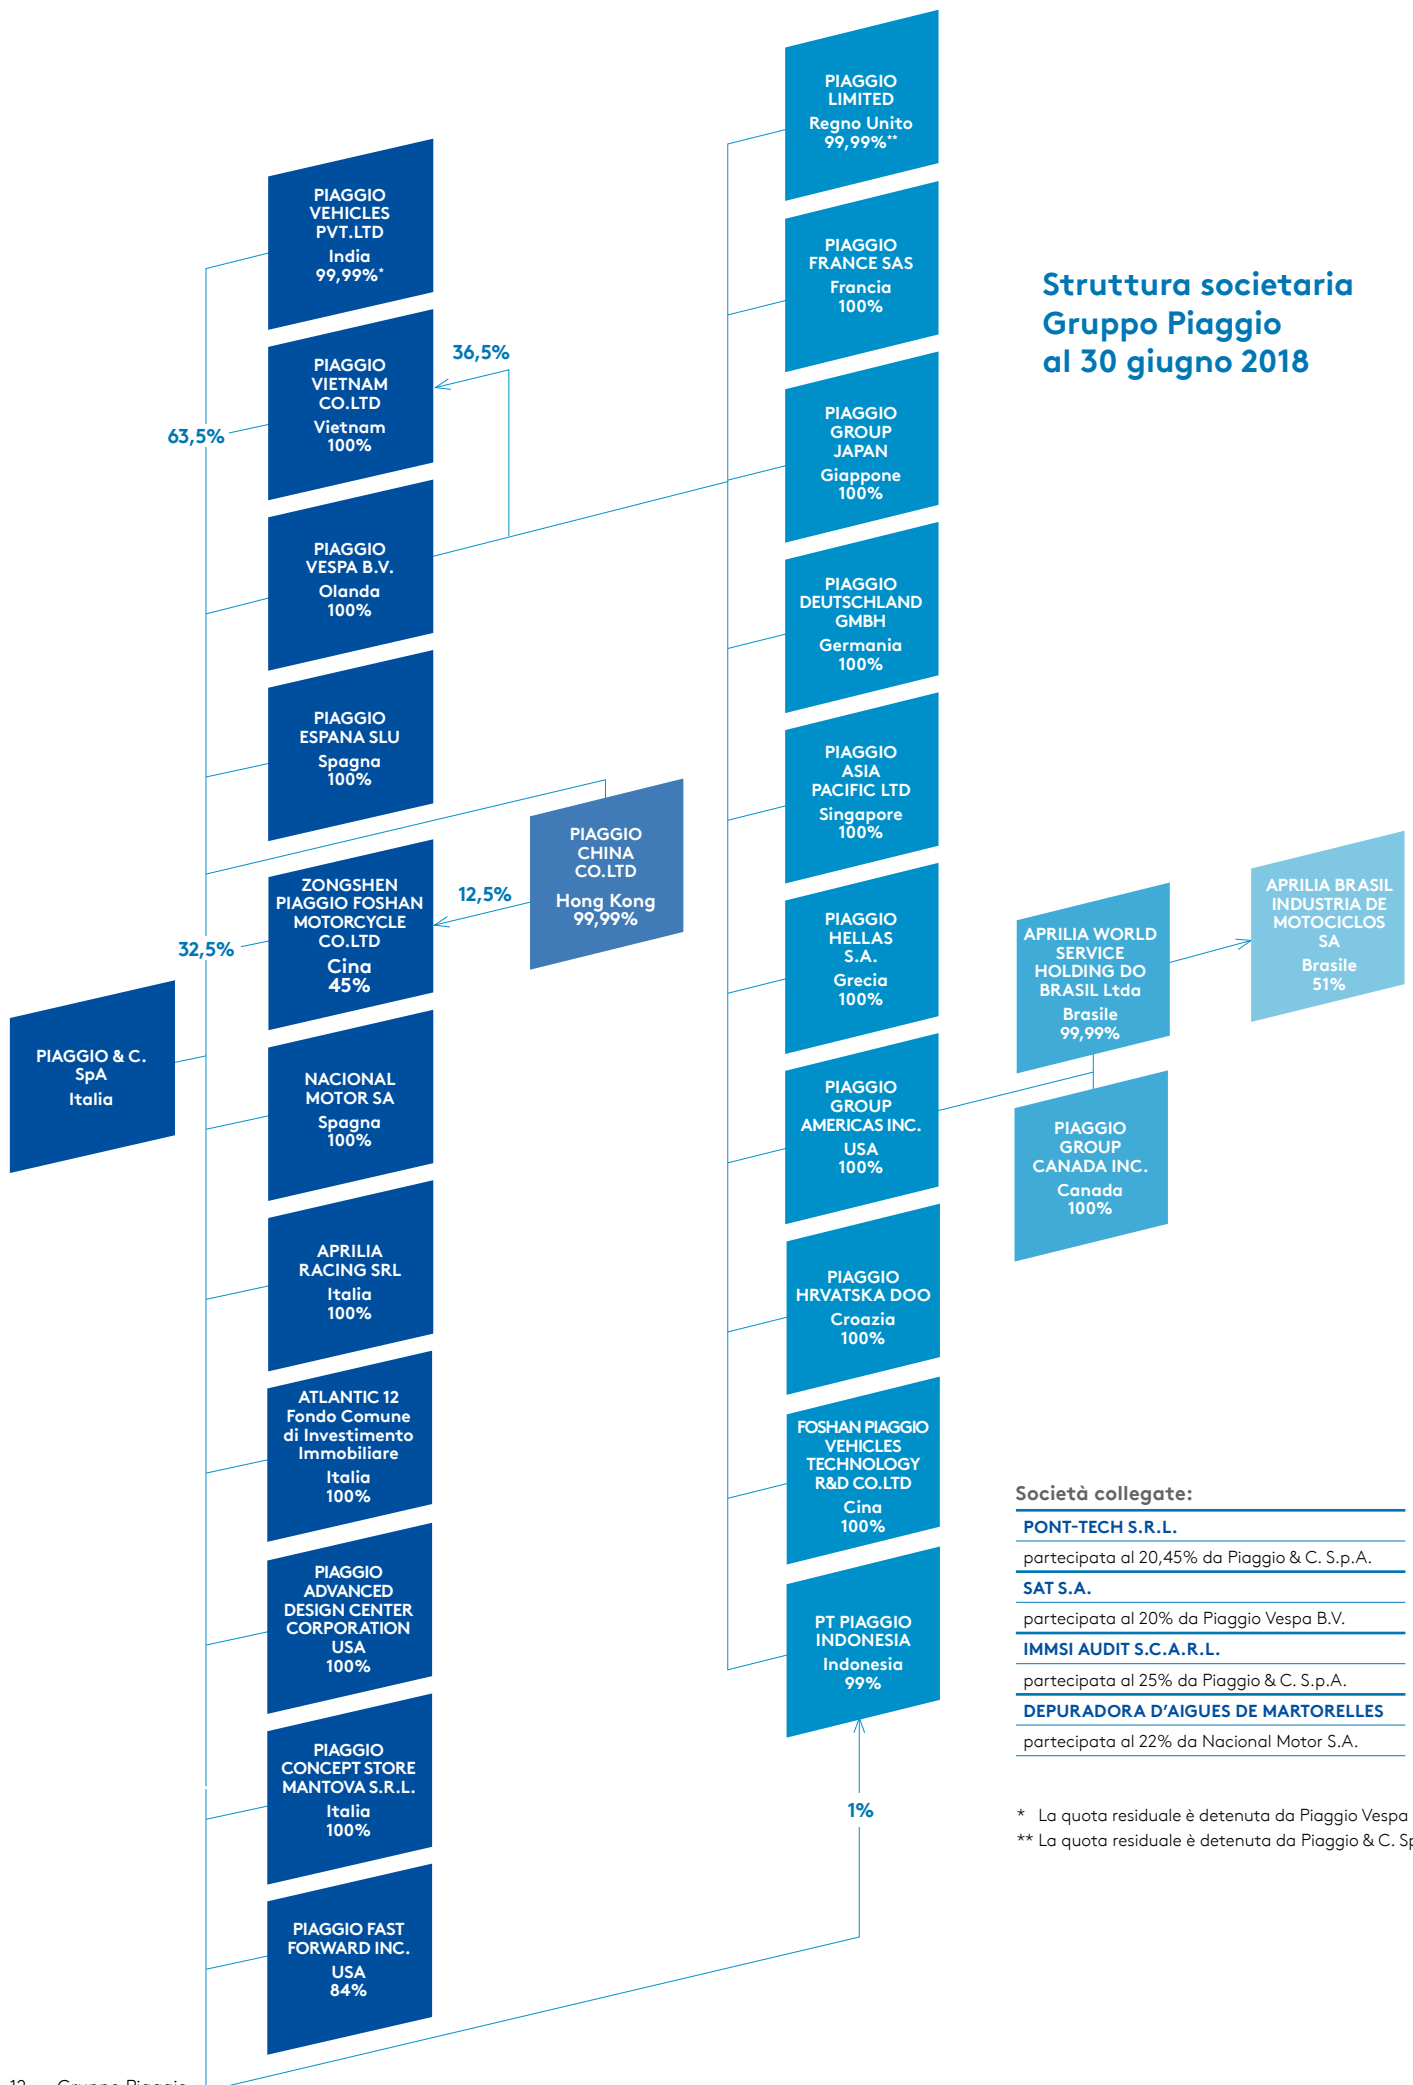 Struttura societaria
Gruppo Piaggio
al 30 giugno 2018
PIAGGIO & C.
SpA
Italia
PIAGGIO
VEHICLES
PVT.LTD
India
99,99%*
63,5%
PIAGGIO
VIETNAM
CO.LTD
Vietnam
100%
36,5%
PIAGGIO
VESPA B.V.
Olanda
100%
PIAGGIO
ESPANA SLU
Spagna
100%
32,5%
ZONGSHEN
PIAGGIO FOSHAN
MOTORCYCLE
CO.LTD
Cina
45%
12,5%
PIAGGIO
CHINA
CO.LTD
Hong Kong
99,99%
NACIONAL
MOTOR SA
Spagna
100%
APRILIA
RACING SRL
Italia
100%
ATLANTIC 12
Fondo Comune
di Investimento
Immobiliare
Italia
100%
PIAGGIO
ADVANCED
DESIGN CENTER
CORPORATION
USA
100%
PIAGGIO
CONCEPT STORE
MANTOVA S.R.L.
Italia
100%
PIAGGIO FAST
FORWARD INC.
USA
84%
PIAGGIO
LIMITED
Regno Unito
99,99%**
PIAGGIO
FRANCE SAS
Francia
100%
PIAGGIO
GROUP
JAPAN
Giappone
100%
PIAGGIO
DEUTSCHLAND
GMBH
Germania
100%
PIAGGIO
ASIA
PACIFIC LTD
Singapore
100%
PIAGGIO
HELLAS
S.A.
Grecia
100%
PIAGGIO
GROUP
AMERICAS INC.
USA
100%
PIAGGIO
HRVATSKA DOO
Croazia
100%
FOSHAN PIAGGIO
VEHICLES
TECHNOLOGY
R&D CO.LTD
Cina
100%
PT PIAGGIO
INDONESIA
Indonesia
99%
1%
APRILIA WORLD
SERVICE
HOLDING DO
BRASIL Ltda
Brasile
99,99%
PIAGGIO
GROUP
CANADA INC.
Canada
100%
APRILIA BRASIL
INDUSTRIA DE
MOTOCICLOS
SA
Brasile
51%
Società collegate:
PONT-TECH S.R.L.
partecipata al 20,45% da Piaggio & C. S.p.A.
SAT S.A.
partecipata al 20% da Piaggio Vespa B.V.
IMMSI AUDIT S.C.A.R.L.
partecipata al 25% da Piaggio & C. S.p.A.
DEPURADORA D'AIGUES DE MARTORELLES
partecipata al 22% da Nacional Motor S.A.
* La quota residuale è detenuta da Piaggio Vespa
** La quota residuale è detenuta da Piaggio & C.